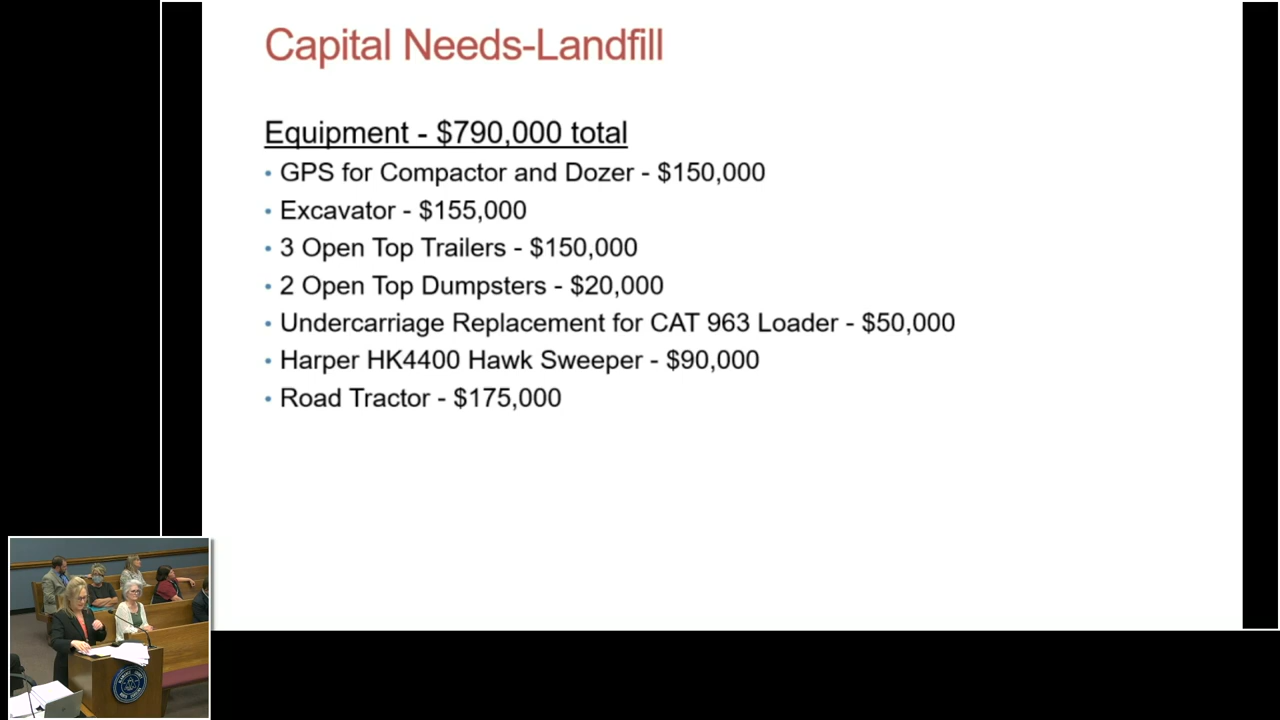 Capital Needs-Landfill
Equipment - $790,000 total
• GPS for Compactor and Dozer - $150,000
• Excavator - $155,000
• 3 Open Top Trailers - $150,000
• 2 Open Top Dumpsters - $20,000
• Undercarriage Replacement for CAT 963 Loader - $50,000
• Harper HK4400 Hawk Sweeper - $90,000
• Road Tractor - $175,000